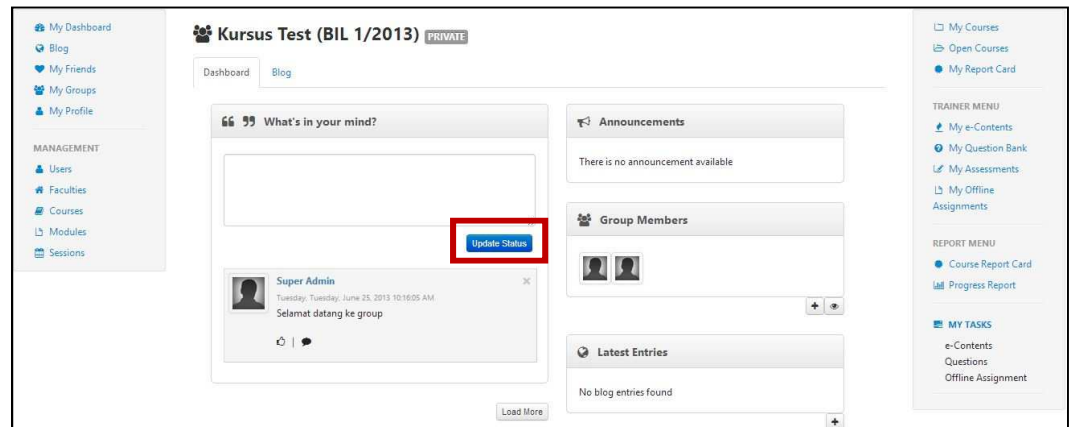 My Dashboard
Blog
My Friends
My Groups
My Profile
MANAGEMENT
Users
Faculties
Courses
Modules
Sessions
Kursus Test (BIL 1/2013) PRIVATE
Dashboard Blog
What's in your mind?
Update Status
Super Admin
Tuesday, Tuesday, June 25, 2013 10:16:05 AM
Selamat datang ke group
Load More
Announcements
There is no announcement available
Group Members
Latest Entries
No blog entries found
My Courses
Open Courses
My Report Card
TRAINER MENU
My e-Contents
My Question Bank
My Assessments
My Offline
Assignments
REPORT MENU
Course Report Card
Progress Report
MY TASKS
e-Contents
Questions
Offline Assignment